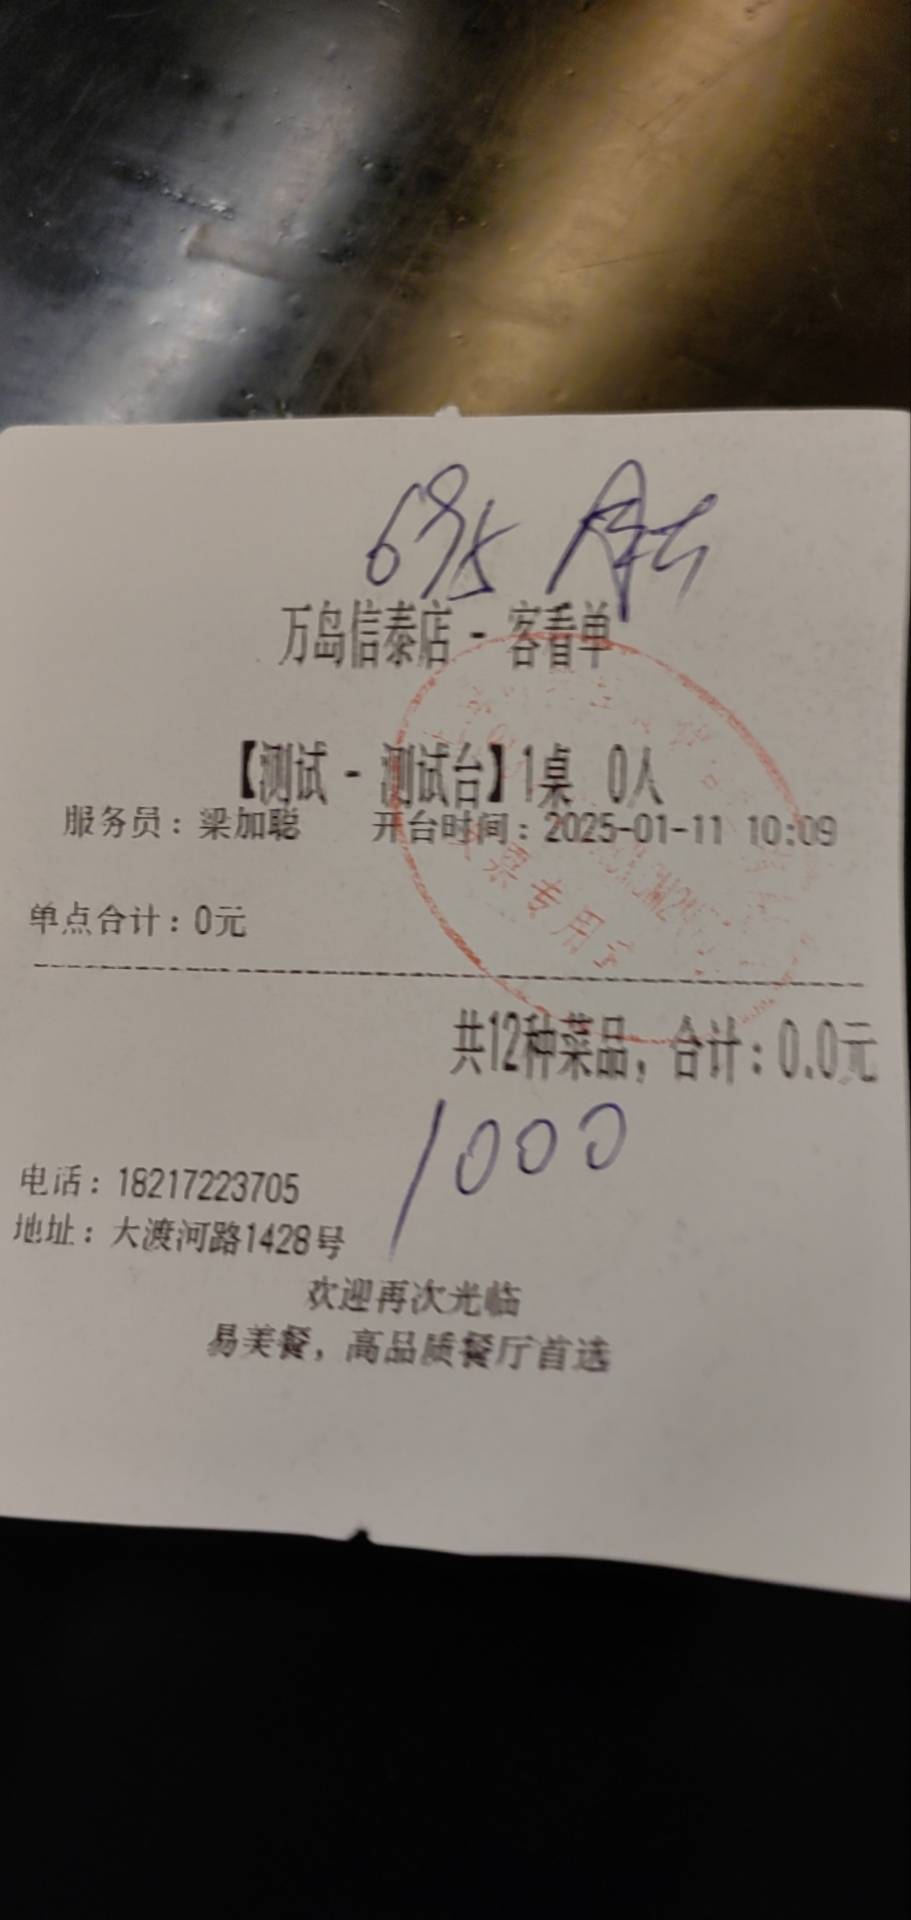 695
万岛信泰店 - 客看单
【测试 - 测试台】1桌 0人
服务员：梁加聪 开台时间：2025-01-11 10:09
单点合计：0元
票专用
共12种菜品，合计：0.0元
1000
电话：18217223705
地址：大渡河路1428号
欢迎再次光临
易美餐，高品质餐厅首选